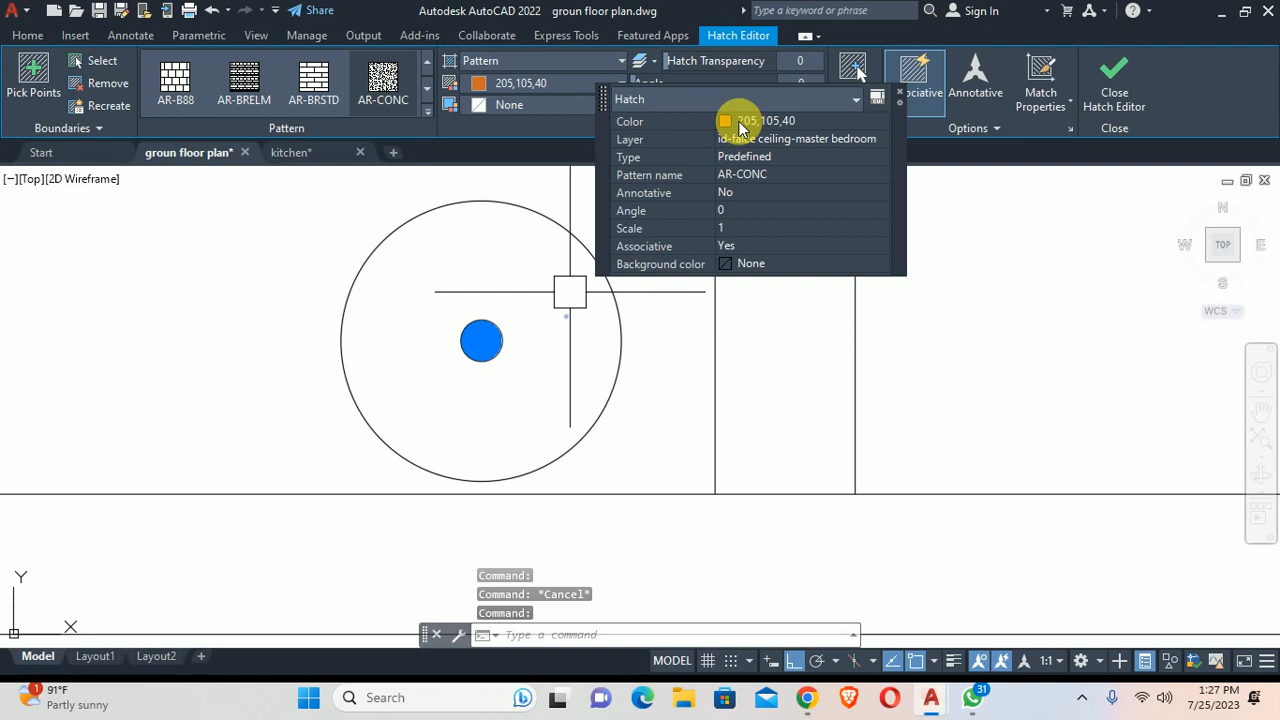 Share
Autodesk AutoCAD 2022 groun floor plan.dwg
Type a keyword or phrase
Sign In
Home Insert Annotate Parametric View Manage Output Add-ins Collaborate Express Tools Featured Apps Hatch Editor
Pick Points
Select
Remove
Recreate
Boundaries
AR-B88 AR-BRELM AR-BRSTD AR-CONC
Pattern
Pattern
205,105,40
None
Hatch Transparency 0
Annotative
Match
Properties
Options
Close
Hatch Editor
Close
Hatch
Color 205,105,40
Layer id-falce ceiling-master bedroom
Type Predefined
Pattern name AR-CONC
Annotative No
Angle 0
Scale 1
Associative Yes
Background color None
Start groun floor plan* kitchen*
[−][Top][2D Wireframe]
N
W TOP E
S
WCS
Y
X
Command:
Command: *Cancel*
Command:
Type a command
Model Layout1 Layout2
MODEL 1:1
1
91°F
Partly sunny
Search
31
1:27 PM
7/25/2023